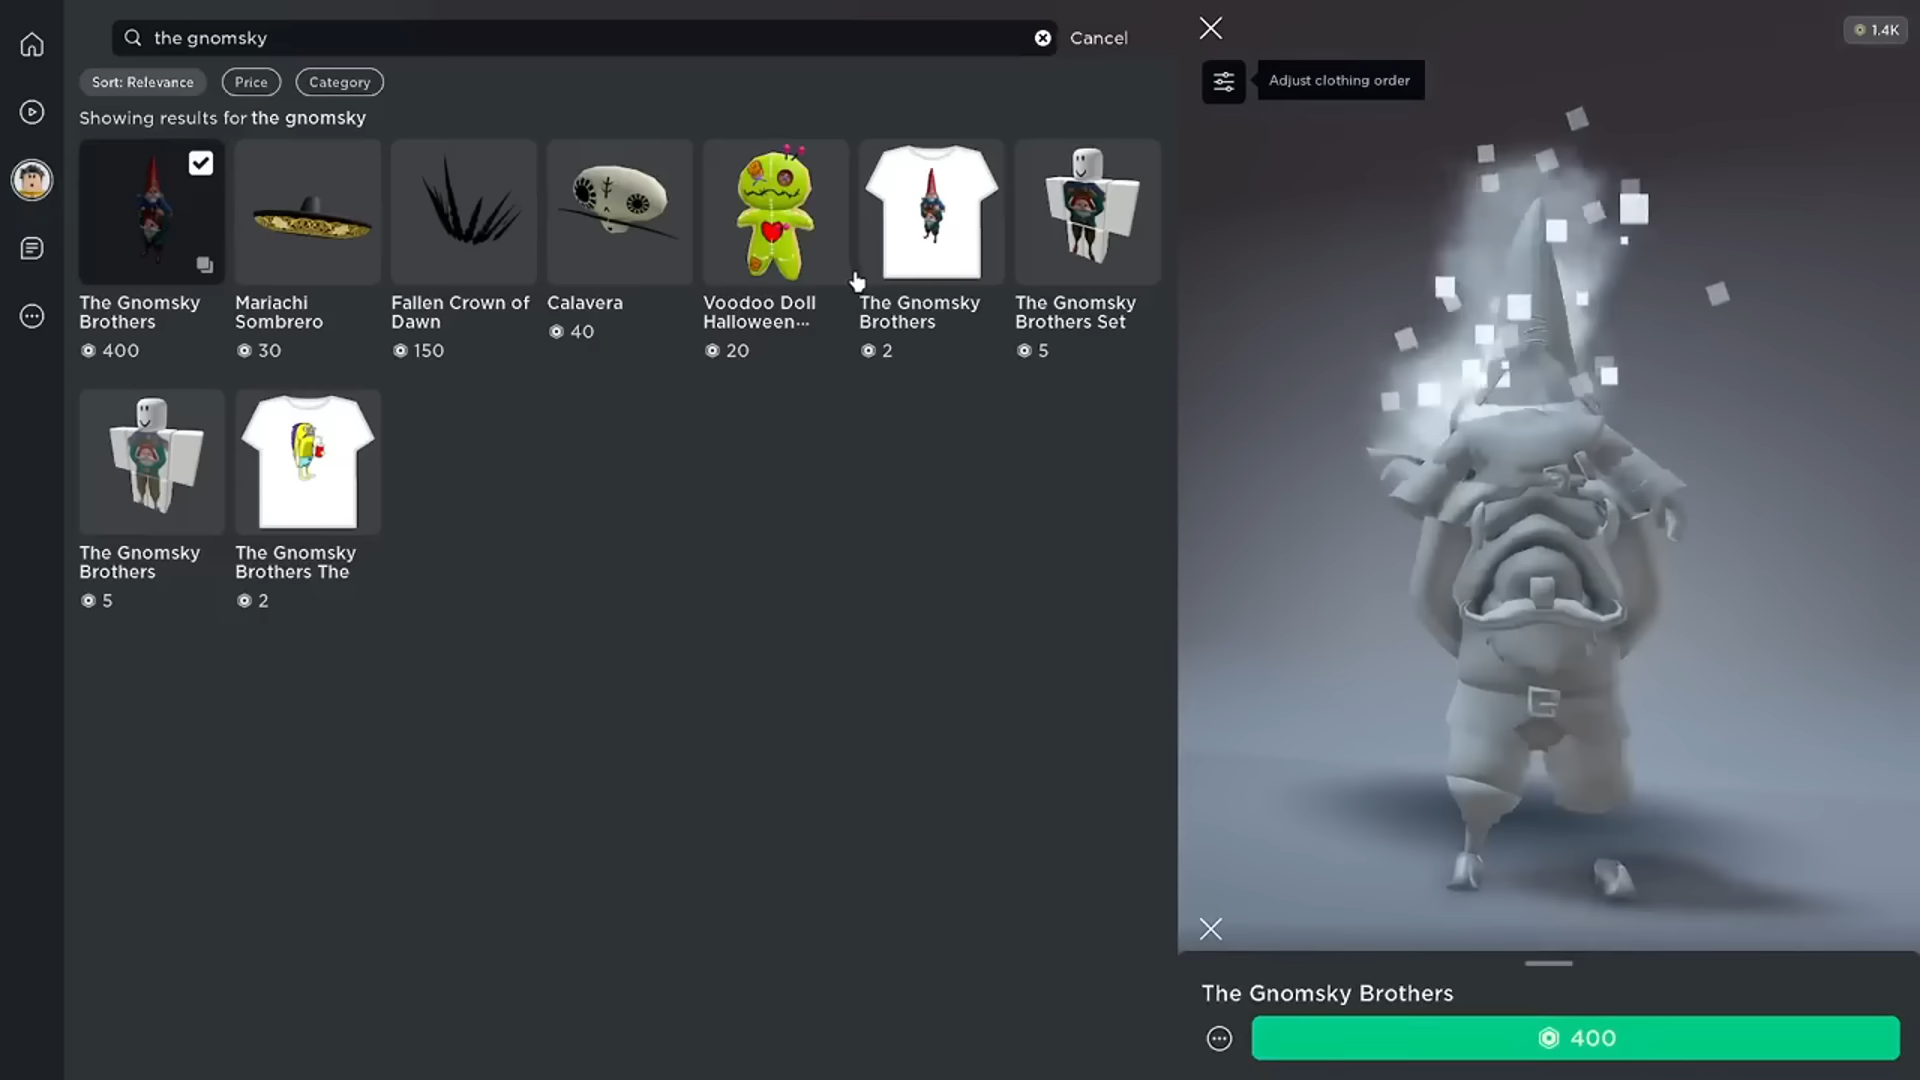 the gnomsky
Cancel
1.4K
Sort: Relevance
Price
Category
Adjust clothing order
Showing results for the gnomsky
The Gnomsky
Brothers
400
Mariachi
Sombrero
30
Fallen Crown of
Dawn
150
Calavera
40
Voodoo Doll
Halloween...
20
The Gnomsky
Brothers
2
The Gnomsky
Brothers Set
5
The Gnomsky
Brothers
5
The Gnomsky
Brothers The
2
The Gnomsky Brothers
400